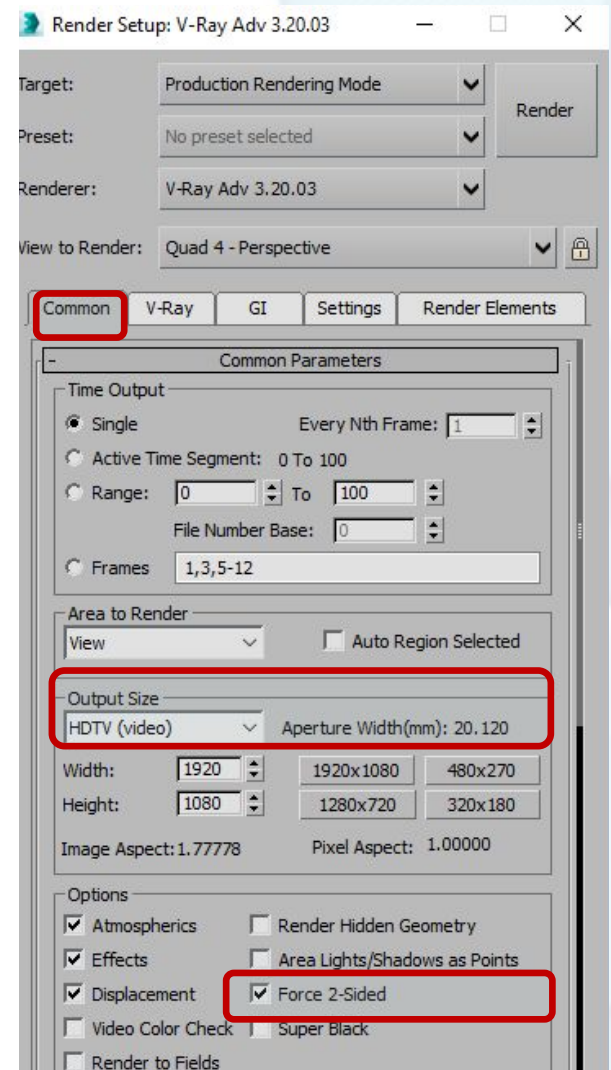 Render Setup: V-Ray Adv 3.20.03
Target: Production Rendering Mode
Render
Preset: No preset selected
Renderer: V-Ray Adv 3.20.03
View to Render: Quad 4 - Perspective
Common V-Ray GI Settings Render Elements
- Common Parameters
Time Output
Single Every Nth Frame: 1
Active Time Segment: 0 To 100
Range: 0 To 100
File Number Base: 0
Frames 1,3,5-12
Area to Render
View Auto Region Selected
Output Size
HDTV (video) Aperture Width(mm): 20.120
Width: 1920 1920x1080 480x270
Height: 1080 1280x720 320x180
Image Aspect: 1.77778 Pixel Aspect: 1.00000
Options
Atmospherics Render Hidden Geometry
Effects Area Lights/Shadows as Points
Displacement Force 2-Sided
Video Color Check Super Black
Render to Fields